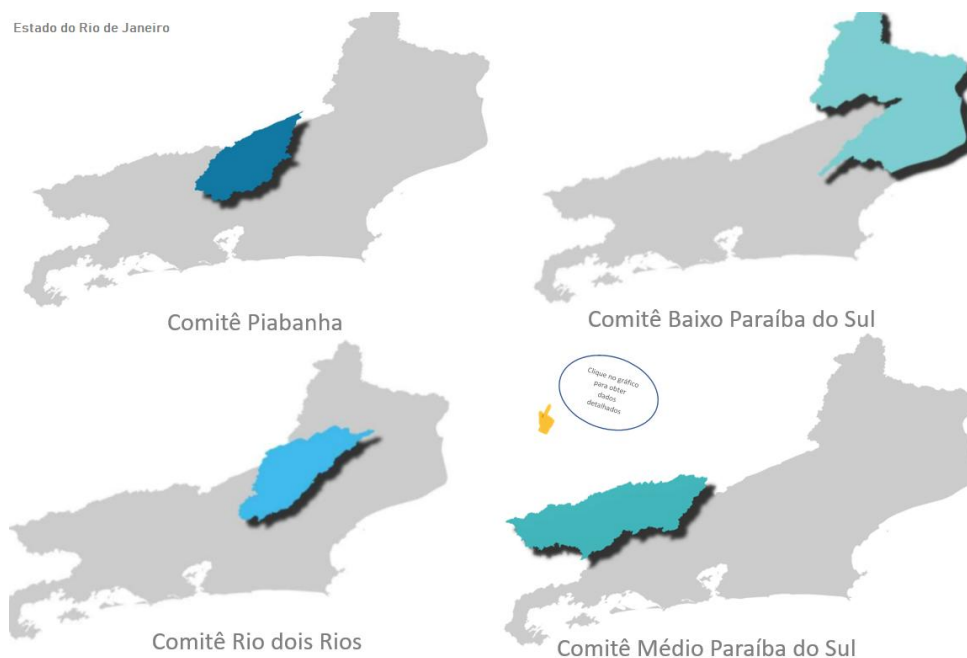 Estado do Rio de Janeiro
Comitê Piabanha
Comitê Baixo Paraíba do Sul
Clique no gráfico
para obter
dados
detalhados
Comitê Rio dois Rios
Comitê Médio Paraíba do Sul